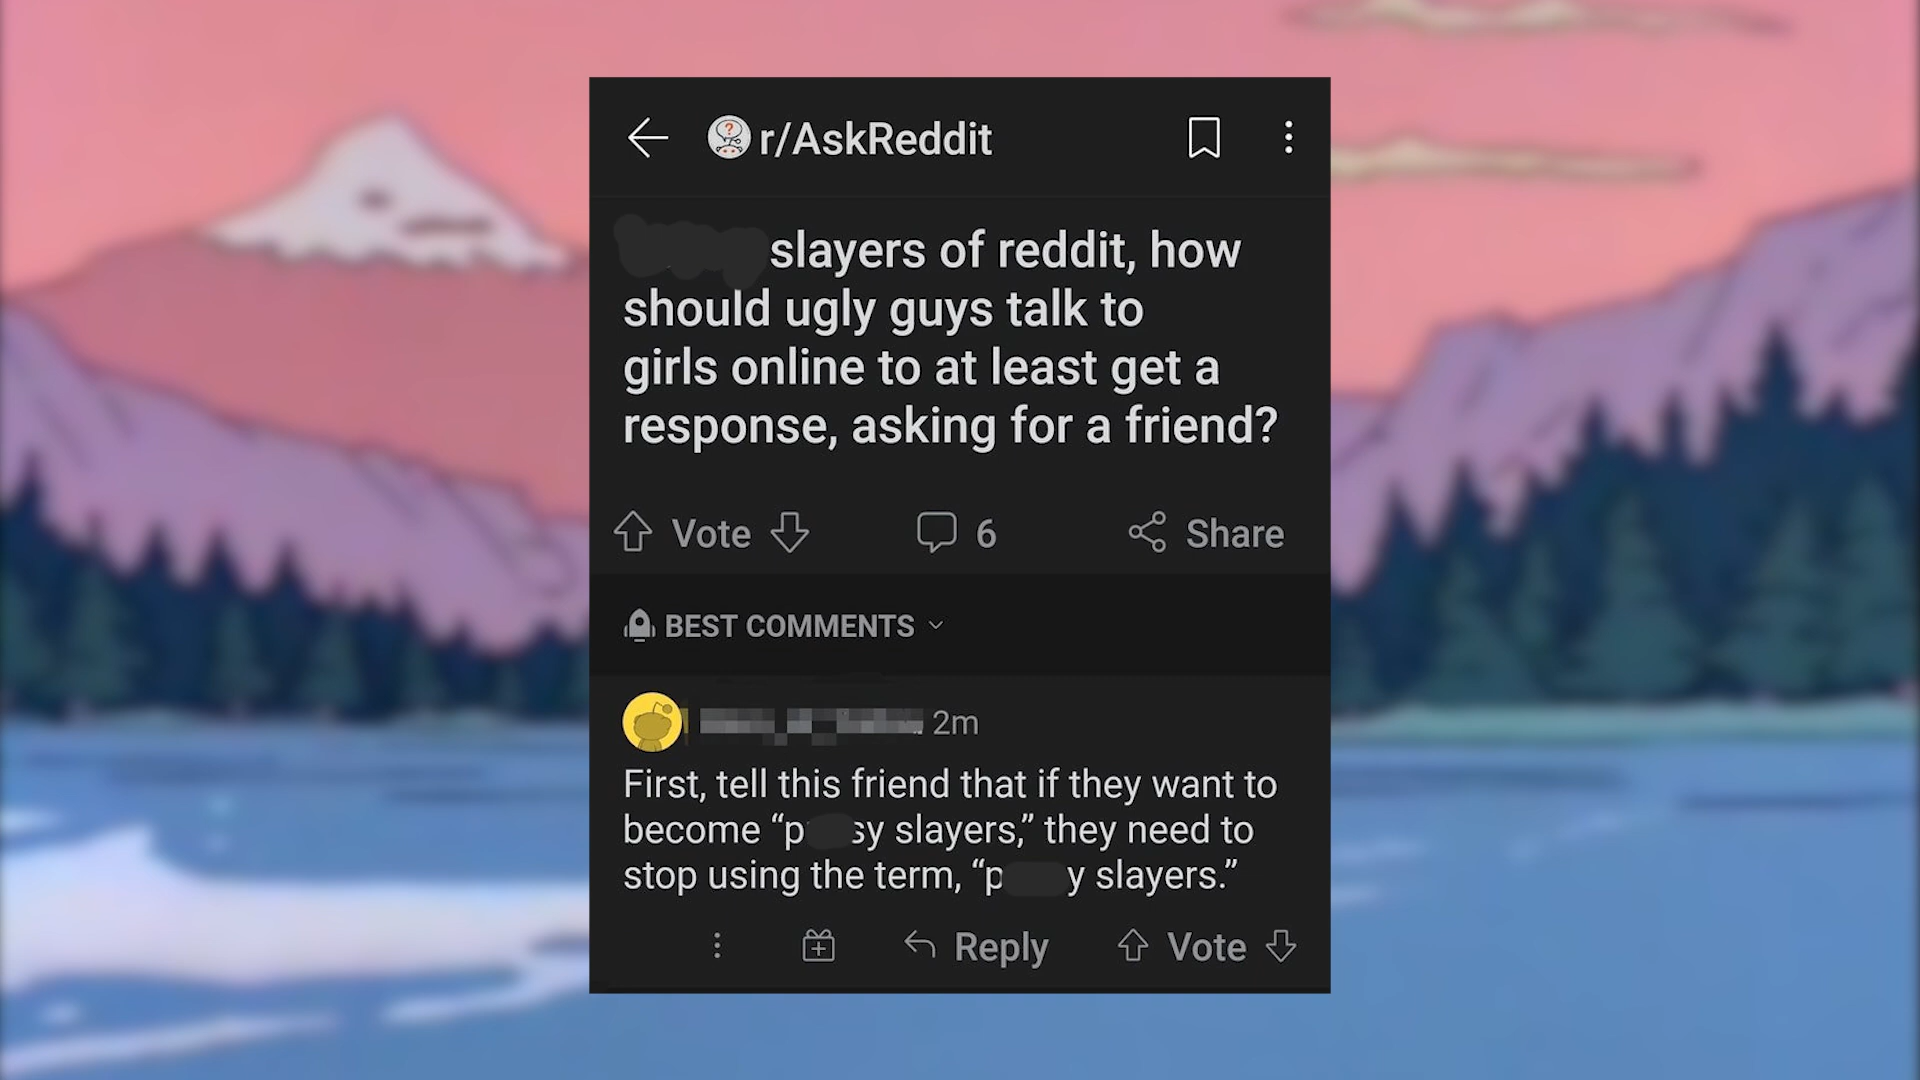 r/AskReddit
slayers of reddit, how
should ugly guys talk to
girls online to at least get a
response, asking for a friend?
Vote 6 Share
BEST COMMENTS
2m
First, tell this friend that if they want to
become “p sy slayers,” they need to
stop using the term, “p y slayers.”
Reply Vote